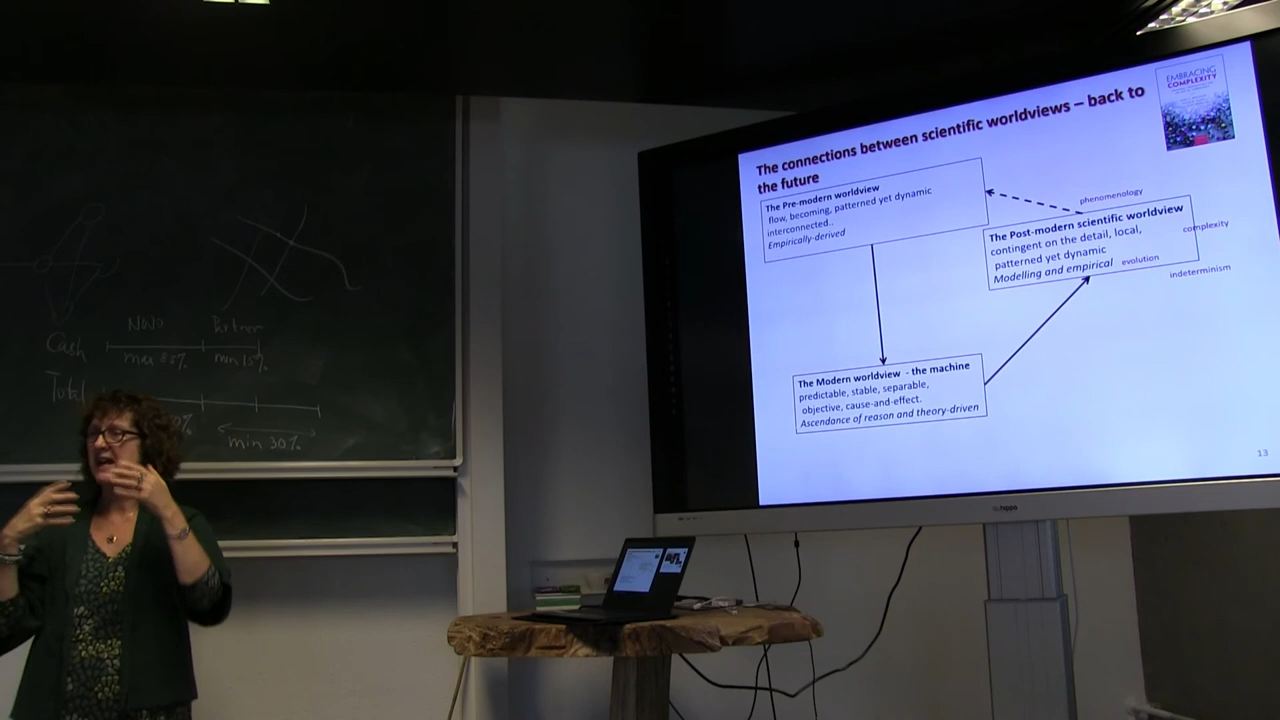 NWO
Cash
max 85%
min 15%
Total
min 30%
The connections between scientific worldviews – back to
the future
EMBRACING
COMPLEXITY
The Pre-modern worldview
flow, becoming, patterned yet dynamic
interconnected..
Empirically-derived
phenomenology
The Post-modern scientific worldview
contingent on the detail, local,
patterned yet dynamic
Modelling and empirical
complexity
evolution
indeterminism
The Modern worldview - the machine
predictable, stable, separable,
objective, cause-and-effect.
Ascendance of reason and theory-driven
13